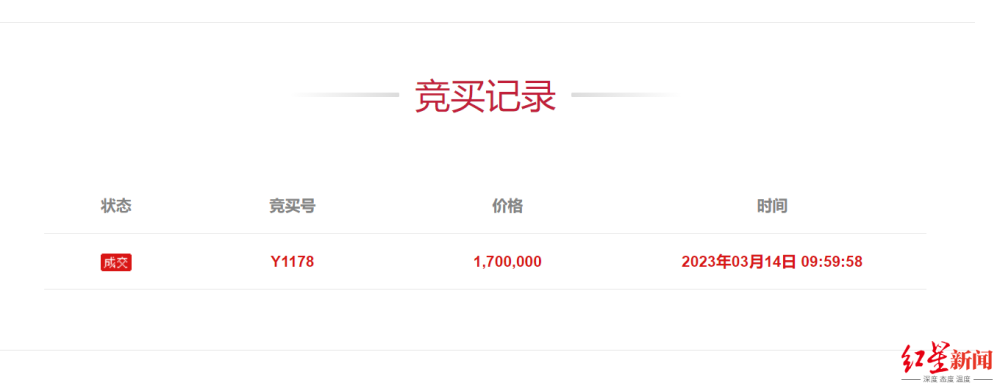 竞买记录
状态 竞买号 价格 时间
成交 Y1178 1,700,000 2023年03月14日 09:59:58
红星新闻
深度 态度 温度